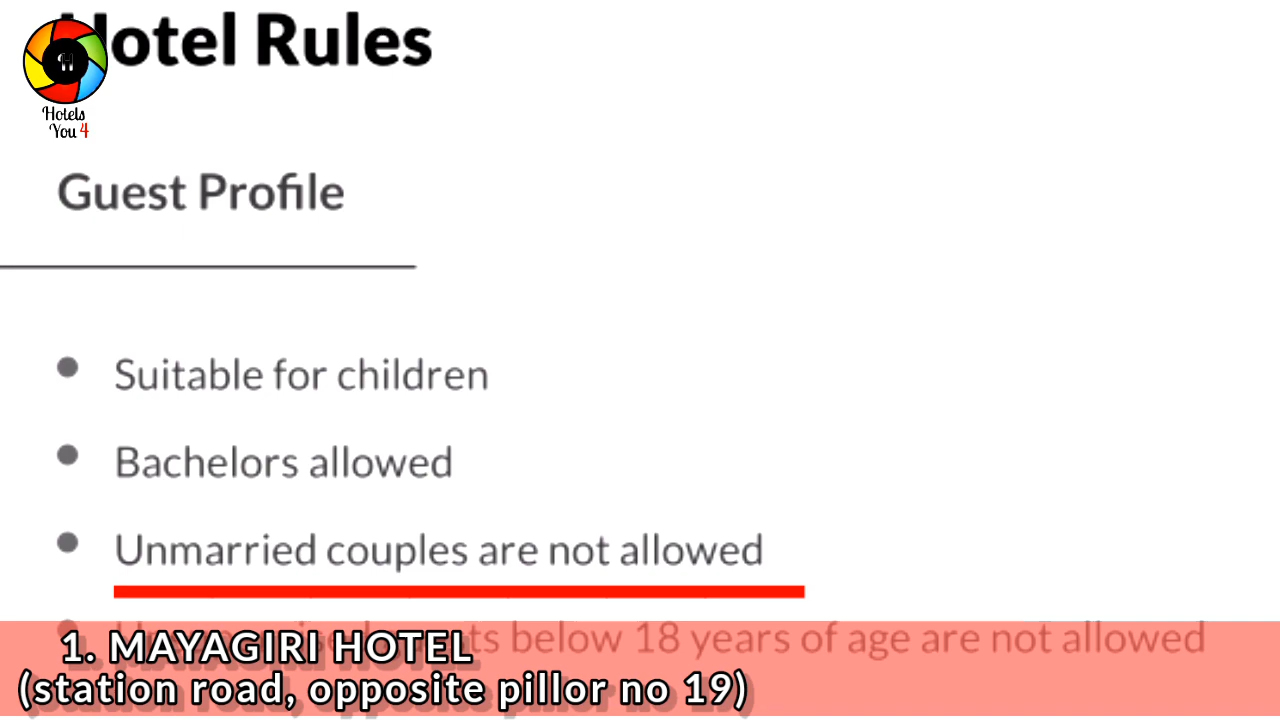 Hotel Rules
H
Hotels
You 4
Guest Profile
Suitable for children
Bachelors allowed
Unmarried couples are not allowed
below 18 years of age are not allowed
1. MAYAGIRI HOTEL
(station road, opposite pillor no 19)